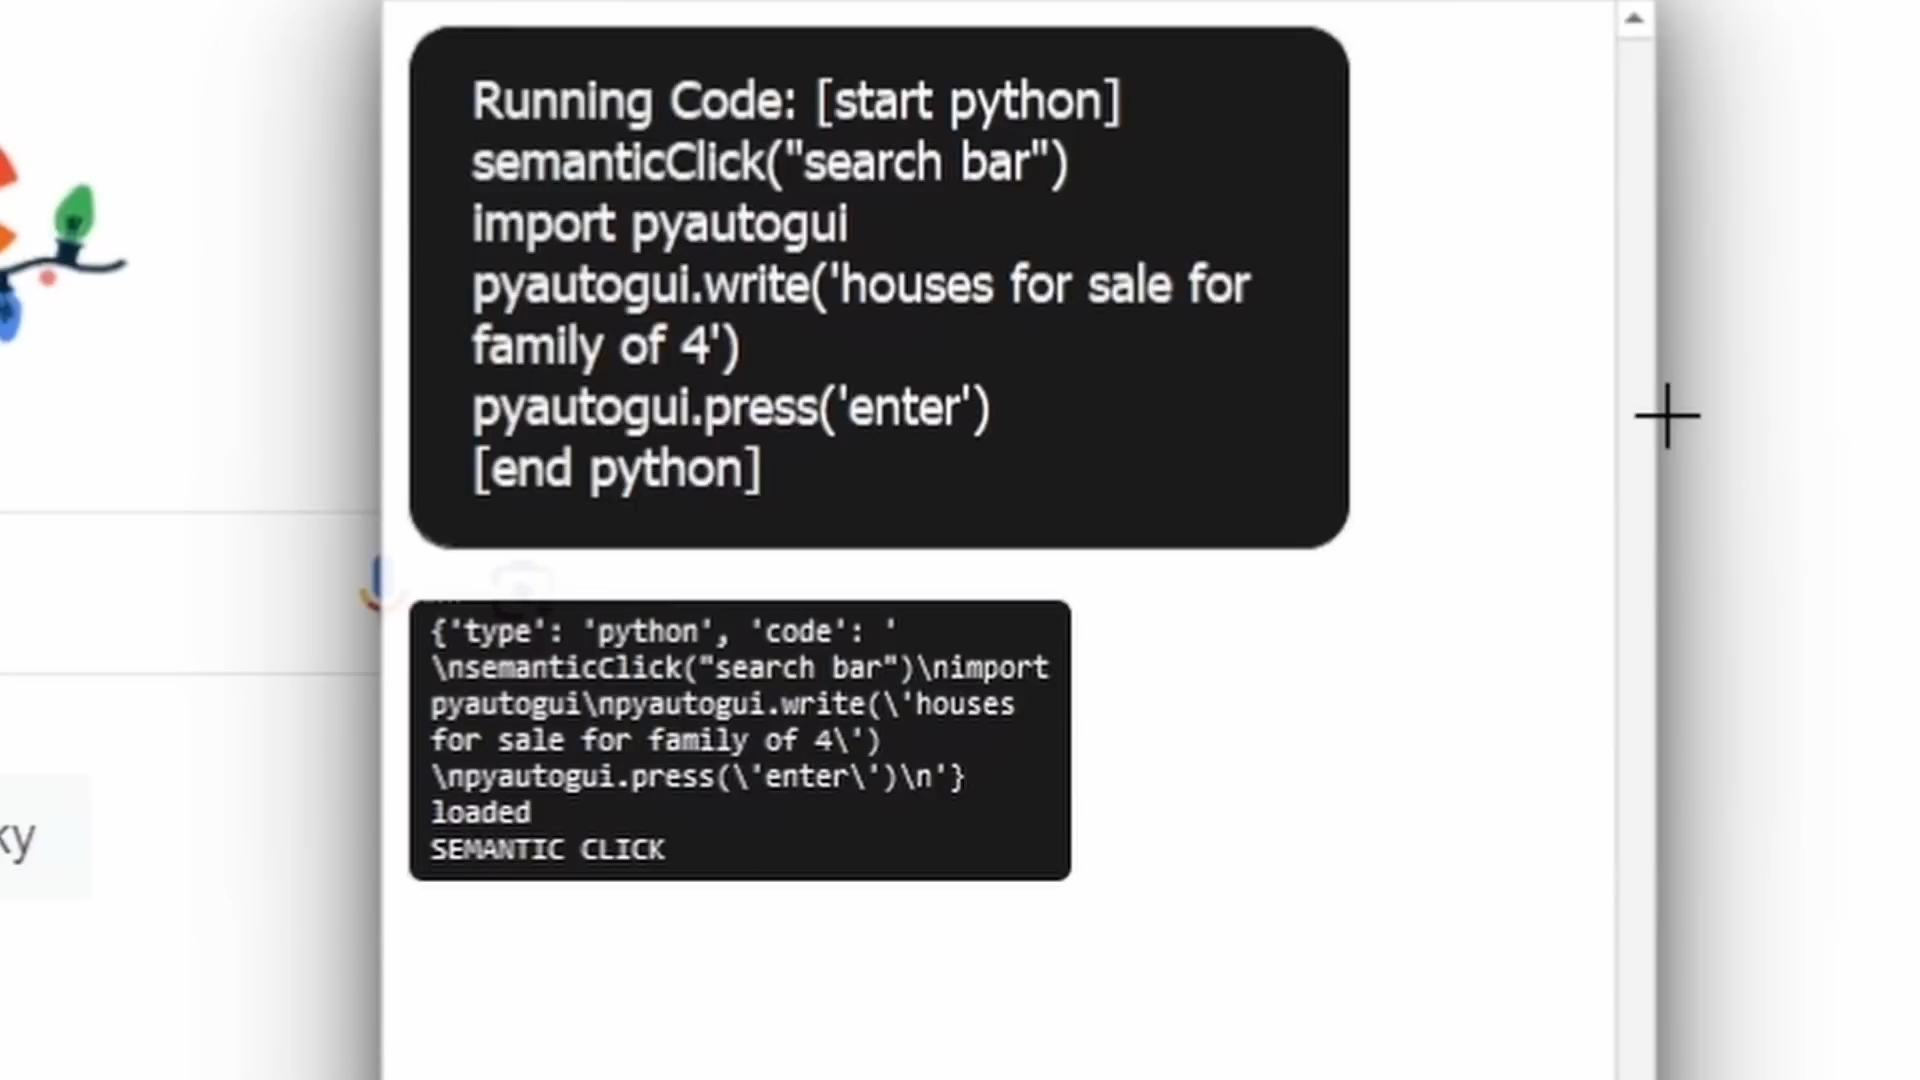 Running Code: [start python]
semanticClick("search bar")
import pyautogui
pyautogui.write('houses for sale for
family of 4')
pyautogui.press('enter')
[end python]
{'type': 'python', 'code': '
\nsemanticClick("search bar")\nimport
pyautogui\npyautogui.write(\'houses
for sale for family of 4\')
\npyautogui.press(\'enter\')\n'}
loaded
SEMANTIC CLICK
ky